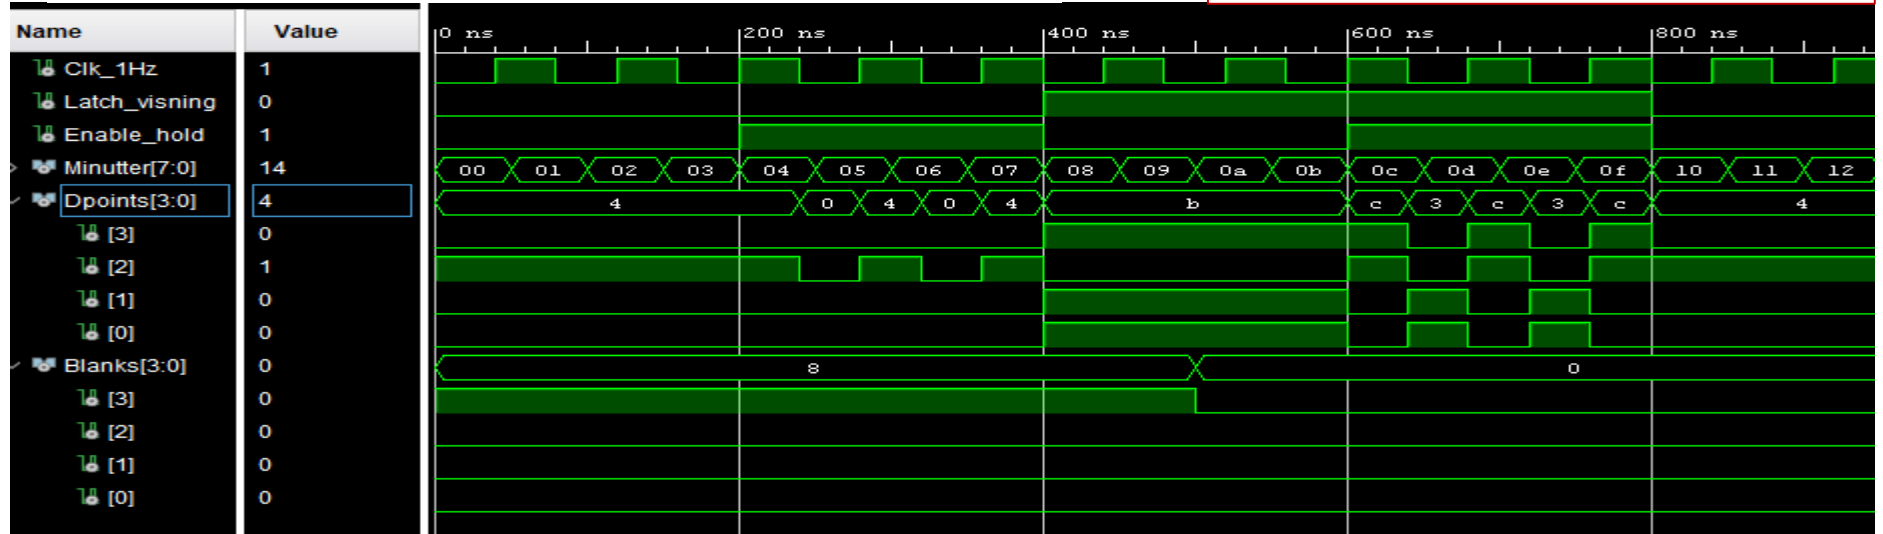 Name Value 0 ns 200 ns 400 ns 600 ns 800 ns
Clk_1Hz 1
Latch_visning 0
Enable_hold 1
Minutter[7:0] 14 00 01 02 03 04 05 06 07 08 09 0a 0b 0c 0d 0e 0f 10 11 12
Dpoints[3:0] 4 4 0 4 0 4 b c 3 c 3 c 4
[3] 0
[2] 1
[1] 0
[0] 0
Blanks[3:0] 0 8 0
[3] 0
[2] 0
[1] 0
[0] 0